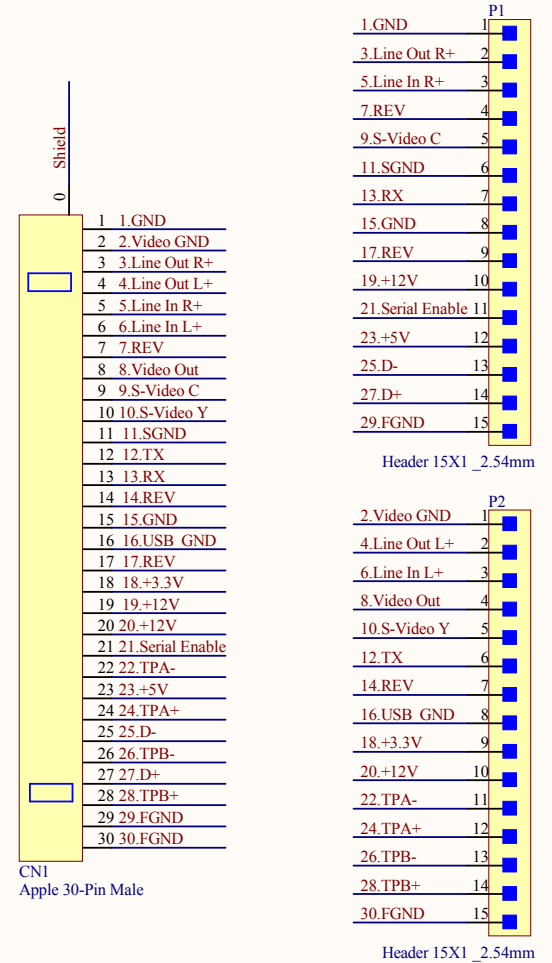 Shield
0
1 1.GND
2 2.Video GND
3 3.Line Out R+
4 4.Line Out L+
5 5.Line In R+
6 6.Line In L+
7 7.REV
8 8.Video Out
9 9.S-Video C
10 10.S-Video Y
11 11.SGND
12 12.TX
13 13.RX
14 14.REV
15 15.GND
16 16.USB GND
17 17.REV
18 18.+3.3V
19 19.+12V
20 20.+12V
21 21.Serial Enable
22 22.TPA-
23 23.+5V
24 24.TPA+
25 25.D-
26 26.TPB-
27 27.D+
28 28.TPB+
29 29.FGND
30 30.FGND
CN1
Apple 30-Pin Male
P1
1.GND 1
3.Line Out R+ 2
5.Line In R+ 3
7.REV 4
9.S-Video C 5
11.SGND 6
13.RX 7
15.GND 8
17.REV 9
19.+12V 10
21.Serial Enable 11
23.+5V 12
25.D- 13
27.D+ 14
29.FGND 15
Header 15X1 _2.54mm
P2
2.Video GND 1
4.Line Out L+ 2
6.Line In L+ 3
8.Video Out 4
10.S-Video Y 5
12.TX 6
14.REV 7
16.USB GND 8
18.+3.3V 9
20.+12V 10
22.TPA- 11
24.TPA+ 12
26.TPB- 13
28.TPB+ 14
30.FGND 15
Header 15X1 _2.54mm